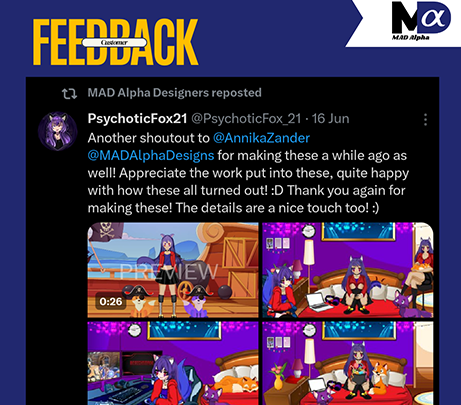 Mα
MAD Alpha
FEEDBACK
Customer
MAD Alpha Designers reposted
PsychoticFox21 @PsychoticFox_21 · 16 Jun
Another shoutout to @AnnikaZander
@MADAlphaDesigns for making these a while ago as
well! Appreciate the work put into these, quite happy
with how these all turned out! :D Thank you again for
making these! The details are a nice touch too! :)
PREVIEW
0:26